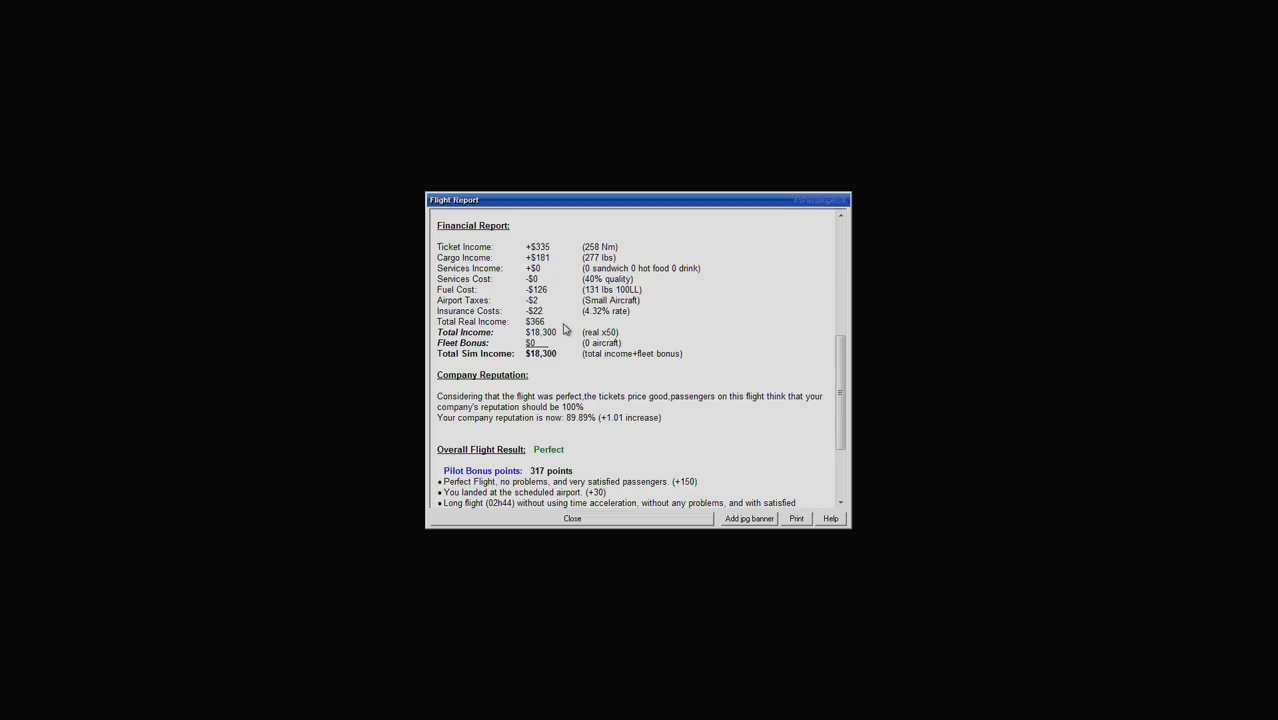 Flight Report
FsPassengersX
Financial Report:
Ticket Income: +$335 (258 Nm)
Cargo Income: +$181 (277 lbs)
Services Income: +$0 (0 sandwich 0 hot food 0 drink)
Services Cost: -$0 (40% quality)
Fuel Cost: -$126 (131 lbs 100LL)
Airport Taxes: -$2 (Small Aircraft)
Insurance Costs: -$22 (4.32% rate)
Total Real Income: $366
Total Income: $18,300 (real x50)
Fleet Bonus: $0 (0 aircraft)
Total Sim Income: $18,300 (total income+fleet bonus)
Company Reputation:
Considering that the flight was perfect,the tickets price good,passengers on this flight think that your
company's reputation should be 100%
Your company reputation is now: 89.89% (+1.01 increase)
Overall Flight Result: Perfect
Pilot Bonus points: 317 points
• Perfect Flight, no problems, and very satisfied passengers. (+150)
• You landed at the scheduled airport. (+30)
• Long flight (02h44) without using time acceleration, without any problems, and with satisfied
Close Add jpg banner Print Help